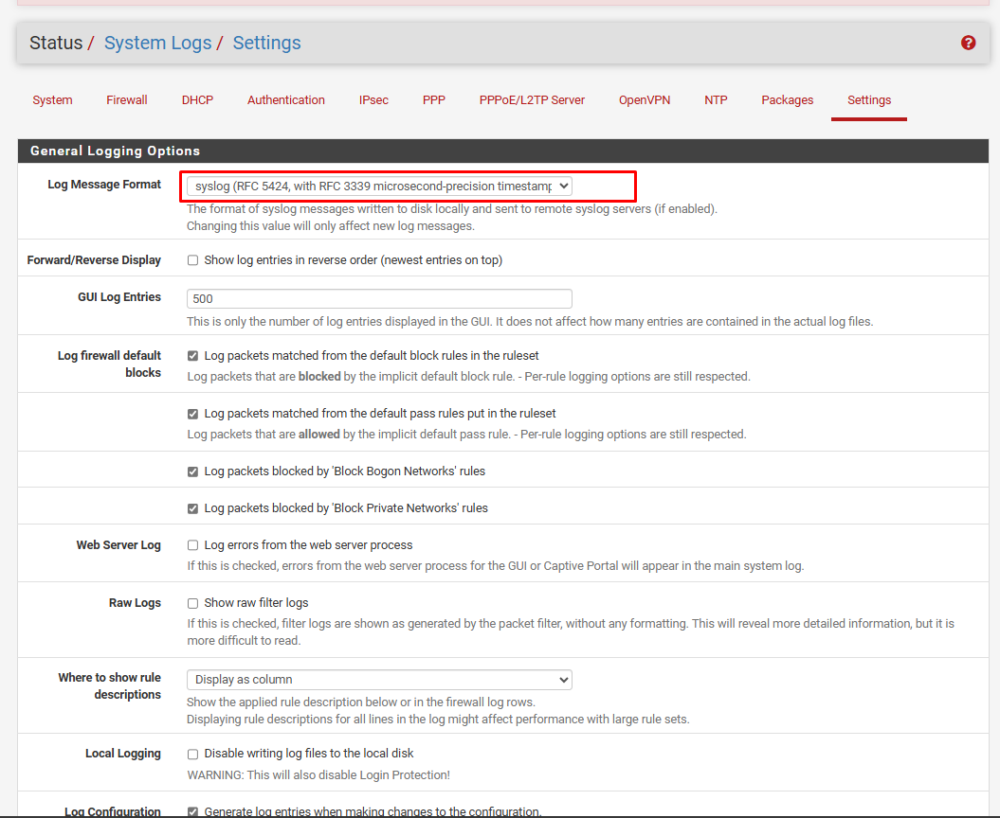 Status / System Logs / Settings
System Firewall DHCP Authentication IPsec PPP PPPoE/L2TP Server OpenVPN NTP Packages Settings
General Logging Options
Log Message Format
syslog (RFC 5424, with RFC 3339 microsecond-precision timestamp
The format of syslog messages written to disk locally and sent to remote syslog servers (if enabled).
Changing this value will only affect new log messages.
Forward/Reverse Display
Show log entries in reverse order (newest entries on top)
GUI Log Entries
500
This is only the number of log entries displayed in the GUI. It does not affect how many entries are contained in the actual log files.
Log firewall default
blocks
Log packets matched from the default block rules in the ruleset
Log packets that are blocked by the implicit default block rule. - Per-rule logging options are still respected.
Log packets matched from the default pass rules put in the ruleset
Log packets that are allowed by the implicit default pass rule. - Per-rule logging options are still respected.
Log packets blocked by 'Block Bogon Networks' rules
Log packets blocked by 'Block Private Networks' rules
Web Server Log
Log errors from the web server process
If this is checked, errors from the web server process for the GUI or Captive Portal will appear in the main system log.
Raw Logs
Show raw filter logs
If this is checked, filter logs are shown as generated by the packet filter, without any formatting. This will reveal more detailed information, but it is
more difficult to read.
Where to show rule
descriptions
Display as column
Show the applied rule description below or in the firewall log rows.
Displaying rule descriptions for all lines in the log might affect performance with large rule sets.
Local Logging
Disable writing log files to the local disk
WARNING: This will also disable Login Protection!
Log Configuration
Generate log entries when making changes to the configuration.